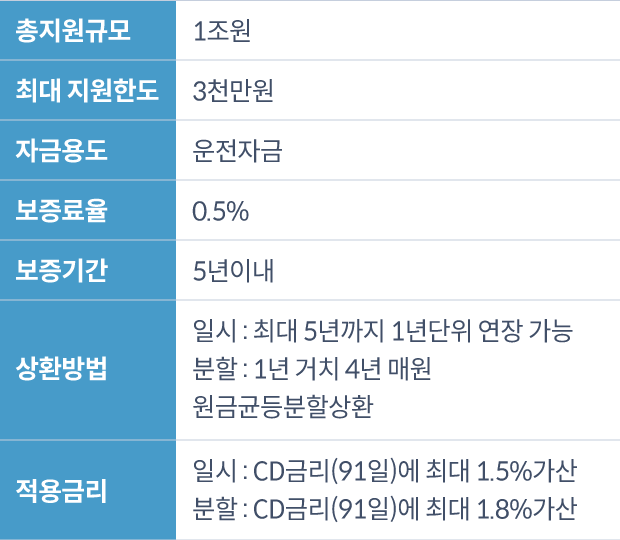 총지원규모 1조원
최대 지원한도 3천만원
자금용도 운전자금
보증료율 0.5%
보증기간 5년이내
상환방법
일시 : 최대 5년까지 1년단위 연장 가능
분할 : 1년 거치 4년 매원
원금균등분할상환
적용금리
일시 : CD금리(91일)에 최대 1.5%가산
분할 : CD금리(91일)에 최대 1.8%가산